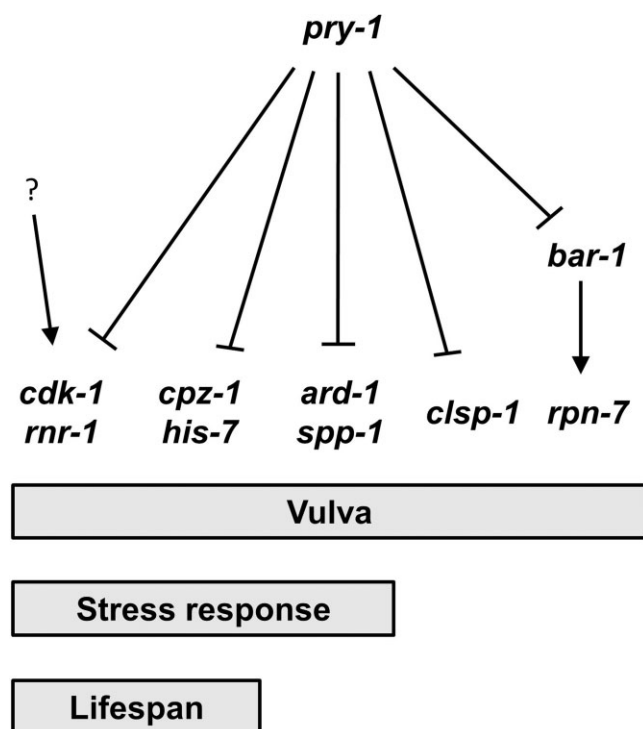 pry-1
?
bar-1
cdk-1 cpz-1 ard-1 clsp-1 rpn-7
rnr-1 his-7 spp-1
Vulva
Stress response
Lifespan